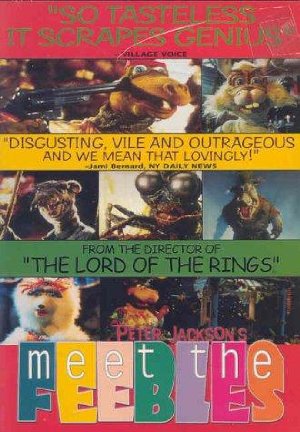 "SO TASTELESS
IT SCRAPES GENIUS"
- VILLAGE VOICE
"DISGUSTING, VILE AND OUTRAGEOUS
AND WE MEAN THAT LOVINGLY!"
-Jami Bernard, NY DAILY NEWS
FROM THE DIRECTOR OF
"THE LORD OF THE RINGS"
PETER JACKSON'S
meet the
FEEBLES